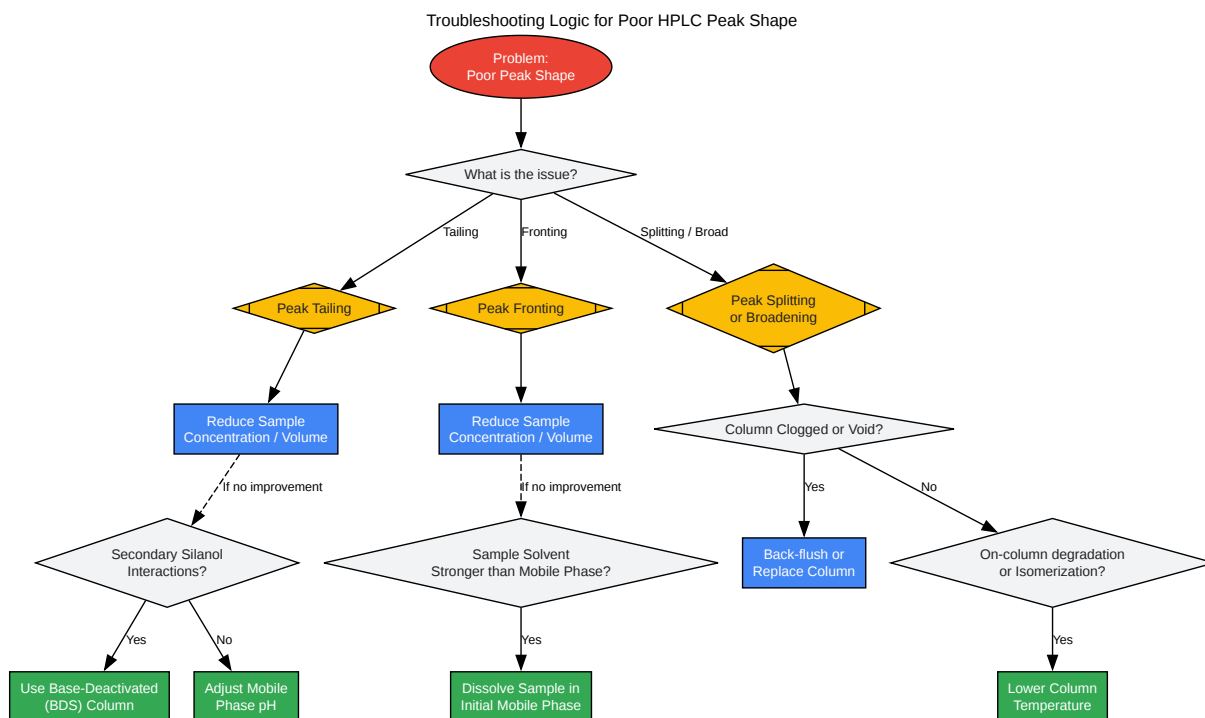 Troubleshooting Logic for Poor HPLC Peak Shape
Problem:
Poor Peak Shape
What is the issue?
Tailing
Fronting
Splitting / Broad
Peak Tailing
Peak Fronting
Peak Splitting
or Broadening
Reduce Sample
Concentration / Volume
Reduce Sample
Concentration / Volume
Column Clogged or Void?
If no improvement
If no improvement
Yes
No
Secondary Silanol
Interactions?
Sample Solvent
Stronger than Mobile Phase?
Back-flush or
Replace Column
On-column degradation
or Isomerization?
Yes
No
Yes
Yes
Use Base-Deactivated
(BDS) Column
Adjust Mobile
Phase pH
Dissolve Sample in
Initial Mobile Phase
Lower Column
Temperature